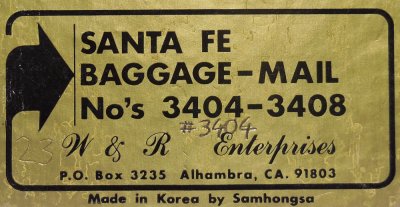 SANTA FE
BAGGAGE-MAIL
No's 3404-3408
#3404
23
W & R Enterprises
P.O. Box 3235 Alhambra, CA. 91803
Made in Korea by Samhongsa